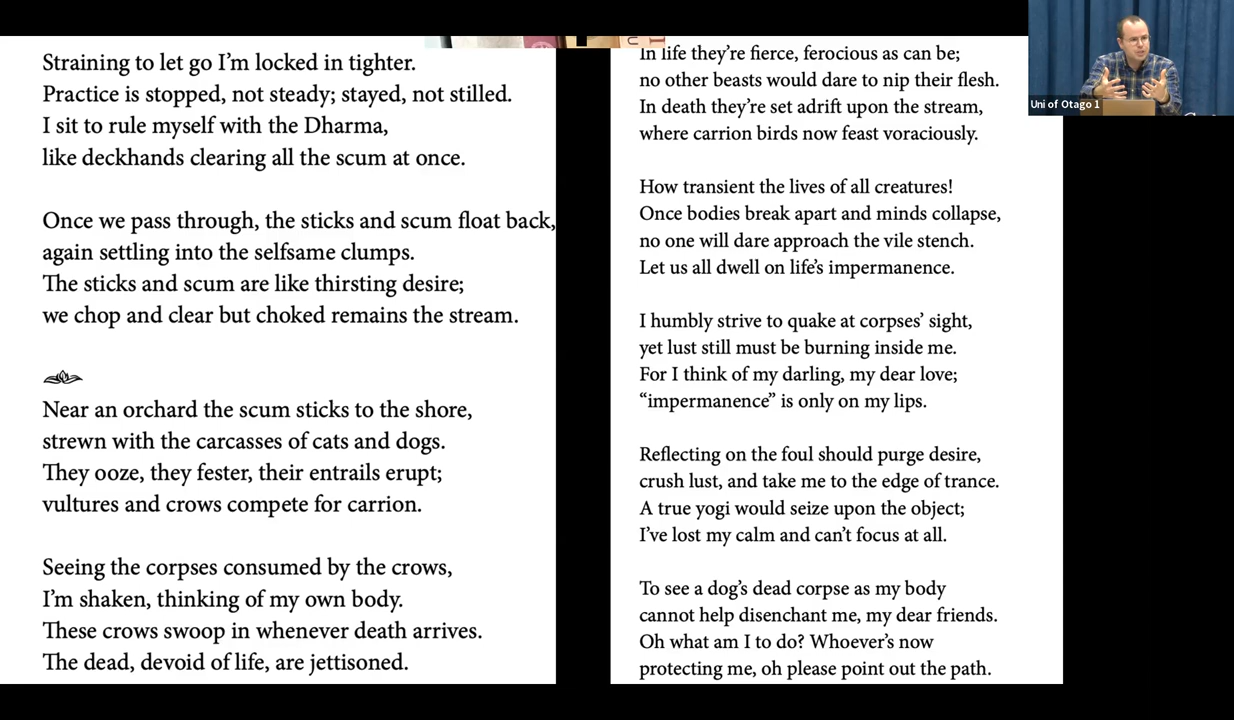 Straining to let go I’m locked in tighter.
Practice is stopped, not steady; stayed, not stilled.
I sit to rule myself with the Dharma,
like deckhands clearing all the scum at once.
Once we pass through, the sticks and scum float back,
again settling into the selfsame clumps.
The sticks and scum are like thirsting desire;
we chop and clear but choked remains the stream.
Near an orchard the scum sticks to the shore,
strewn with the carcasses of cats and dogs.
They ooze, they fester, their entrails erupt;
vultures and crows compete for carrion.
Seeing the corpses consumed by the crows,
I’m shaken, thinking of my own body.
These crows swoop in whenever death arrives.
The dead, devoid of life, are jettisoned.
In life they’re fierce, ferocious as can be;
no other beasts would dare to nip their flesh.
In death they’re set adrift upon the stream,
where carrion birds now feast voraciously.
How transient the lives of all creatures!
Once bodies break apart and minds collapse,
no one will dare approach the vile stench.
Let us all dwell on life’s impermanence.
I humbly strive to quake at corpses’ sight,
yet lust still must be burning inside me.
For I think of my darling, my dear love;
“impermanence” is only on my lips.
Reflecting on the foul should purge desire,
crush lust, and take me to the edge of trance.
A true yogi would seize upon the object;
I’ve lost my calm and can’t focus at all.
To see a dog’s dead corpse as my body
cannot help disenchant me, my dear friends.
Oh what am I to do? Whoever’s now
protecting me, oh please point out the path.
Uni of Otago 1